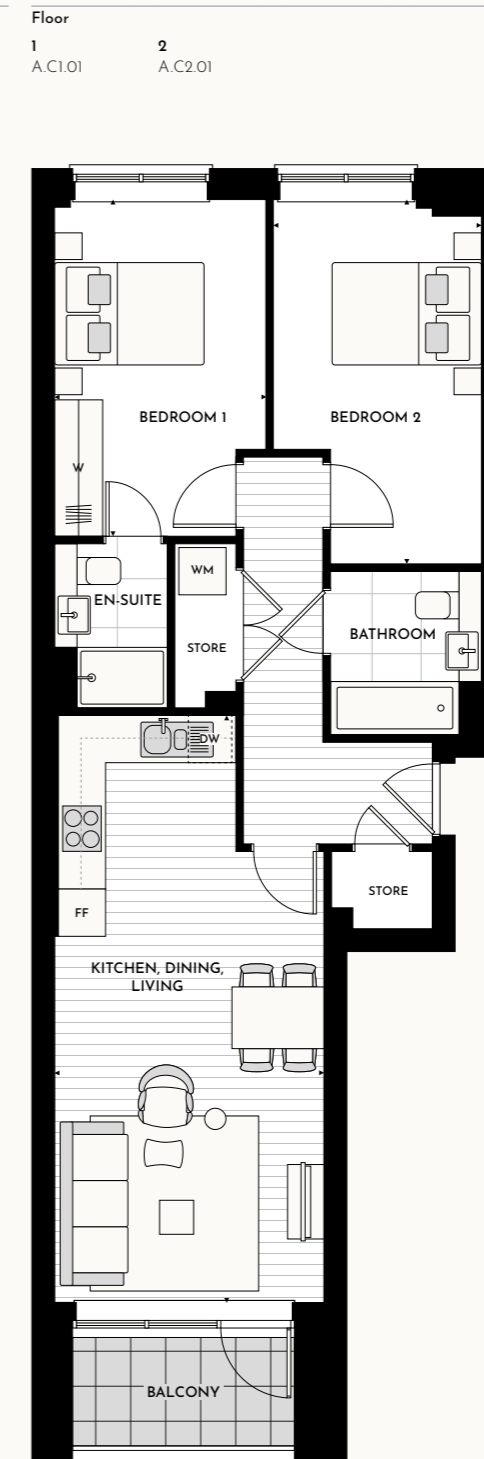 Floor
1 2
A.C1.01 A.C2.01
BEDROOM 1 BEDROOM 2
W
WM
EN-SUITE
STORE
BATHROOM
DW
FF
STORE
KITCHEN, DINING,
LIVING
BALCONY